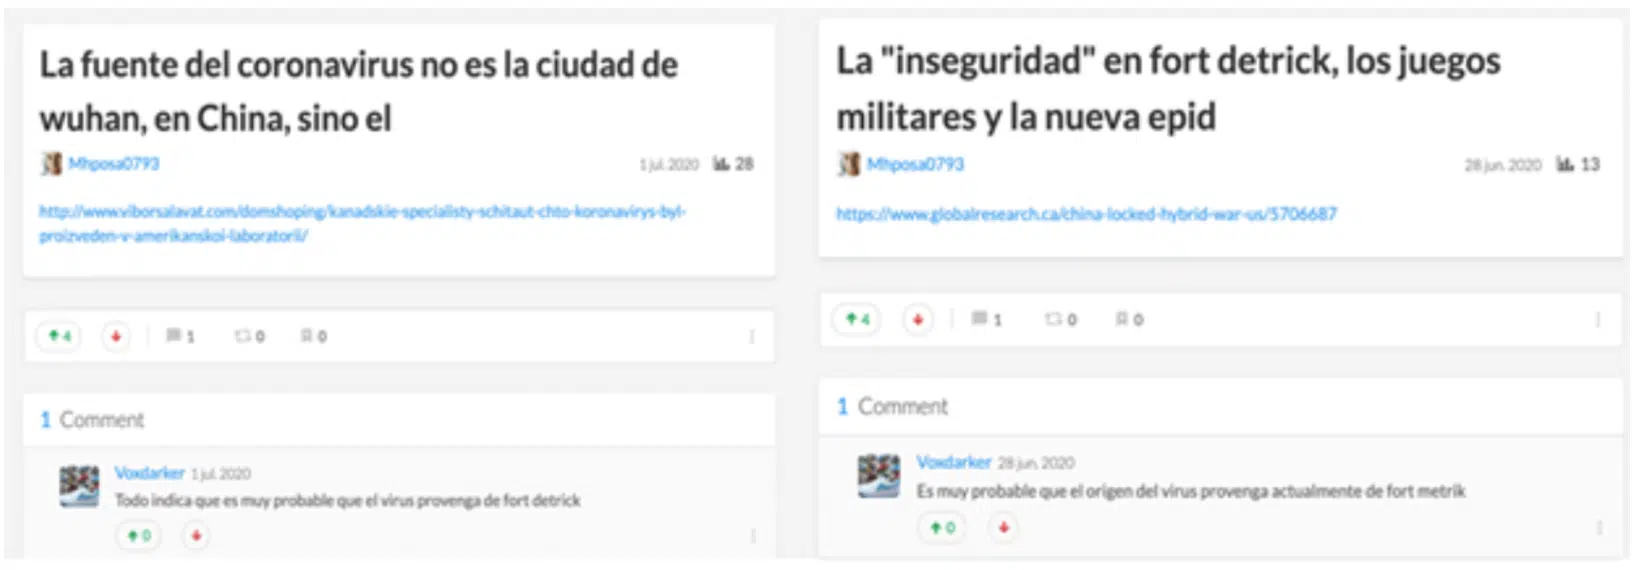 La fuente del coronavirus no es la ciudad de
wuhan, en China, sino el
Mhposa0793
1 jul. 2020
28
http://www.viborsalavat.com/domshoping/kanadskie-specialisty-schitaut-chto-koronavirys-byl-
proizveden-v-amerikanskoi-laboratorii/
4
1
0
0
1 Comment
Voxdarker 1 jul. 2020
Todo indica que es muy probable que el virus provenga de fort detrick
0
La "inseguridad" en fort detrick, los juegos
militares y la nueva epid
Mhposa0793
28 jun. 2020
13
https://www.globalresearch.ca/china-locked-hybrid-war-us/5706687
4
1
0
0
1 Comment
Voxdarker 28 jun. 2020
Es muy probable que el origen del virus provenga actualmente de fort metrik
0